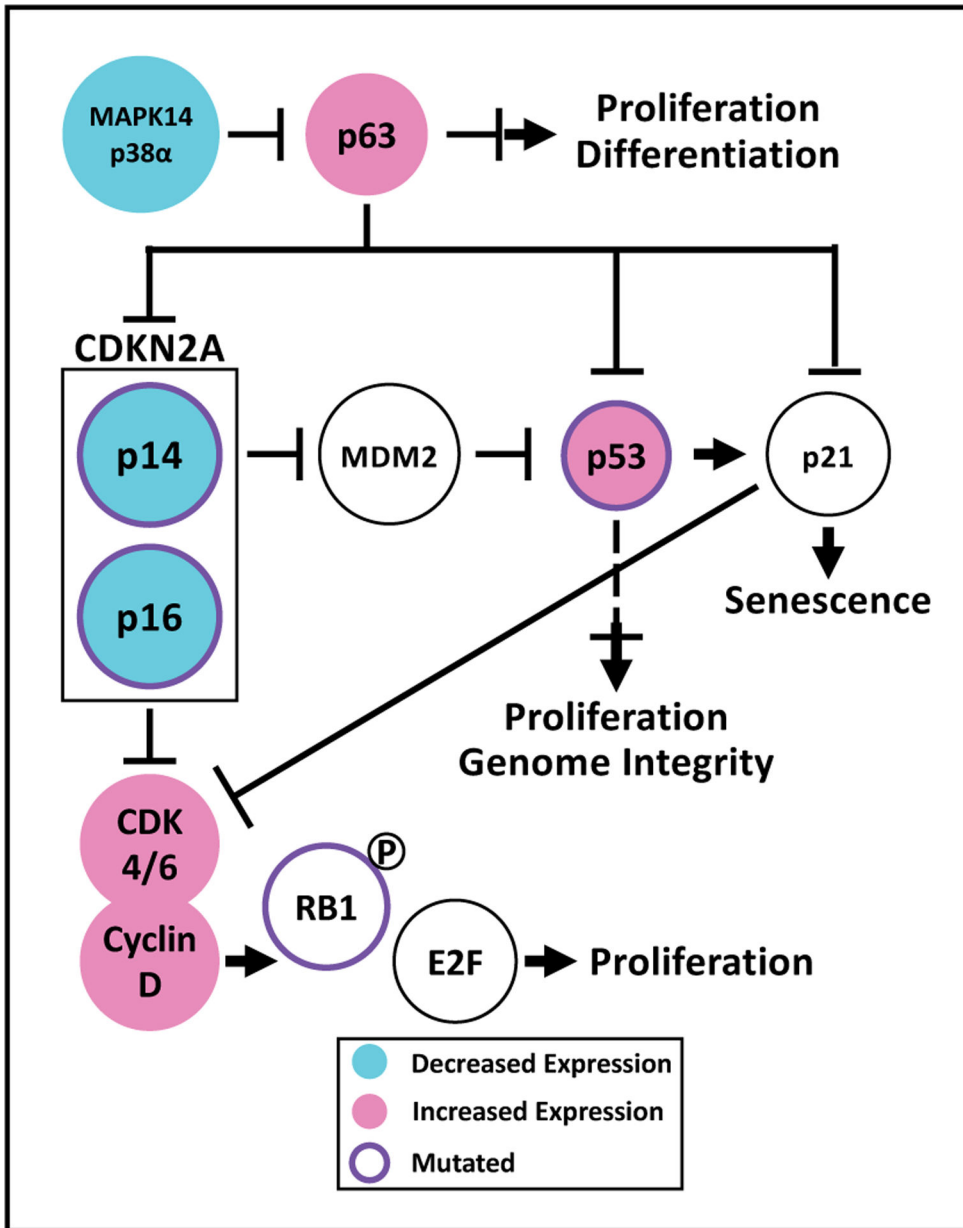 MAPK14
p38α
p63
Proliferation
Differentiation
CDKN2A
p14
MDM2
p53
p21
p16
Senescence
Proliferation
Genome Integrity
CDK
4/6
P
RB1
Cyclin
D
E2F
Proliferation
Decreased Expression
Increased Expression
Mutated